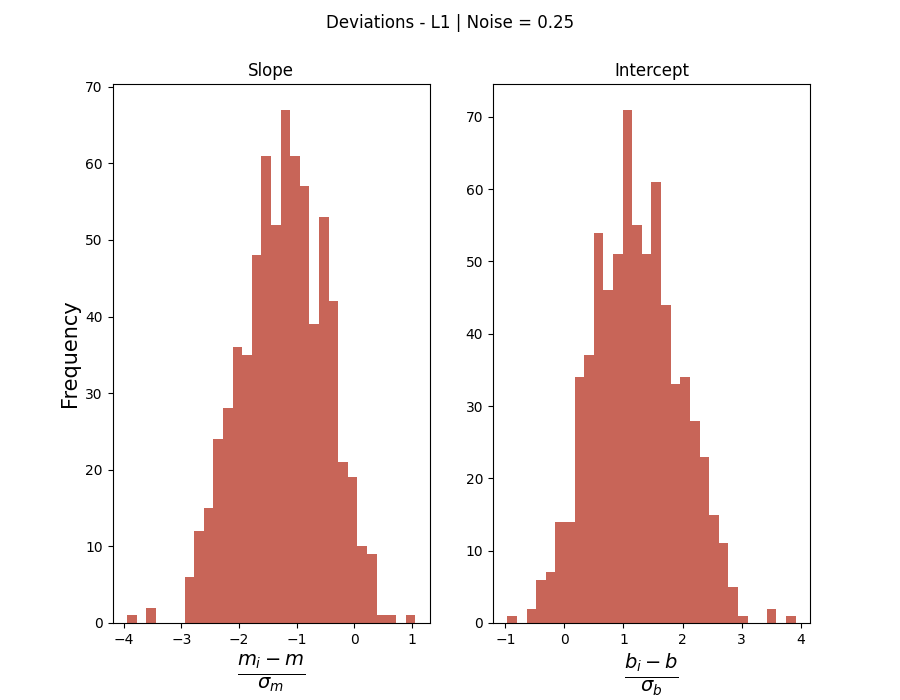 Deviations - L1 | Noise = 0.25
Slope
Frequency
70
60
50
40
30
20
10
0
−4 −3 −2 −1 0 1
m_i − m
σ_m
Intercept
70
60
50
40
30
20
10
0
−1 0 1 2 3 4
b_i − b
σ_b